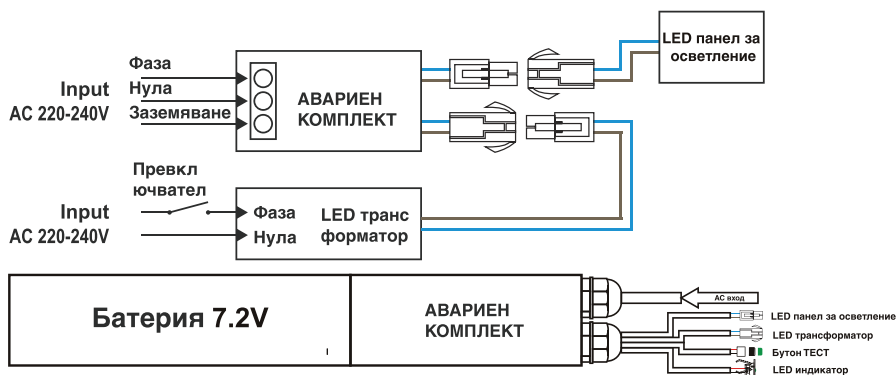 LED панел за
осветление
Фаза
Input
Нула
AC 220-240V
Заземяване
АВАРИЕН
КОМПЛЕКТ
Превкл
ючвател
Input
AC 220-240V
Фаза
Нула
LED транс
форматор
Батерия 7.2V
АВАРИЕН
КОМПЛЕКТ
AC вход
LED панел за осветление
LED трансформатор
Бутон ТЕСТ
LED индикатор